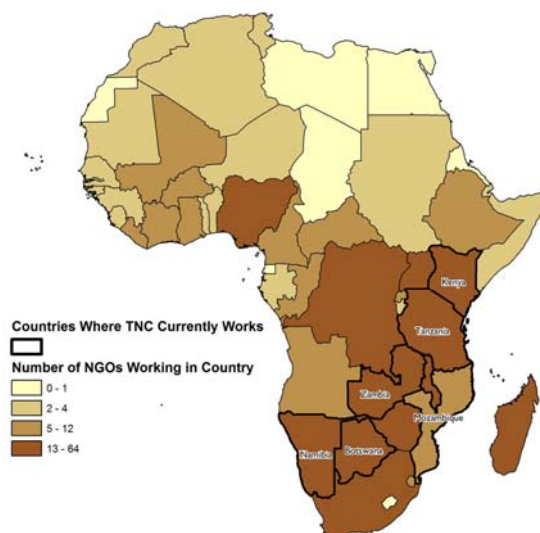 Kenya
Tanzania
Zambia
Mozambique
Namibia
Botswana
Countries Where TNC Currently Works
Number of NGOs Working in Country
0 - 1
2 - 4
5 - 12
13 - 64